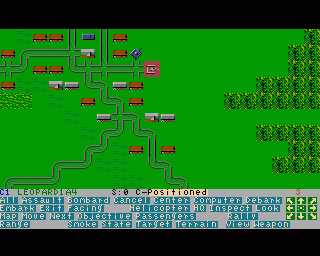 C1 LEOPARD1A4 S:0 C-Positioned 3
All Assault Bombard Cancel Center Computer Debark
Embark Exit Facing Helicopter HQ Inspect Look
Map Move Next Objective Passengers Rally
Range Smoke State Target Terrain View Weapon